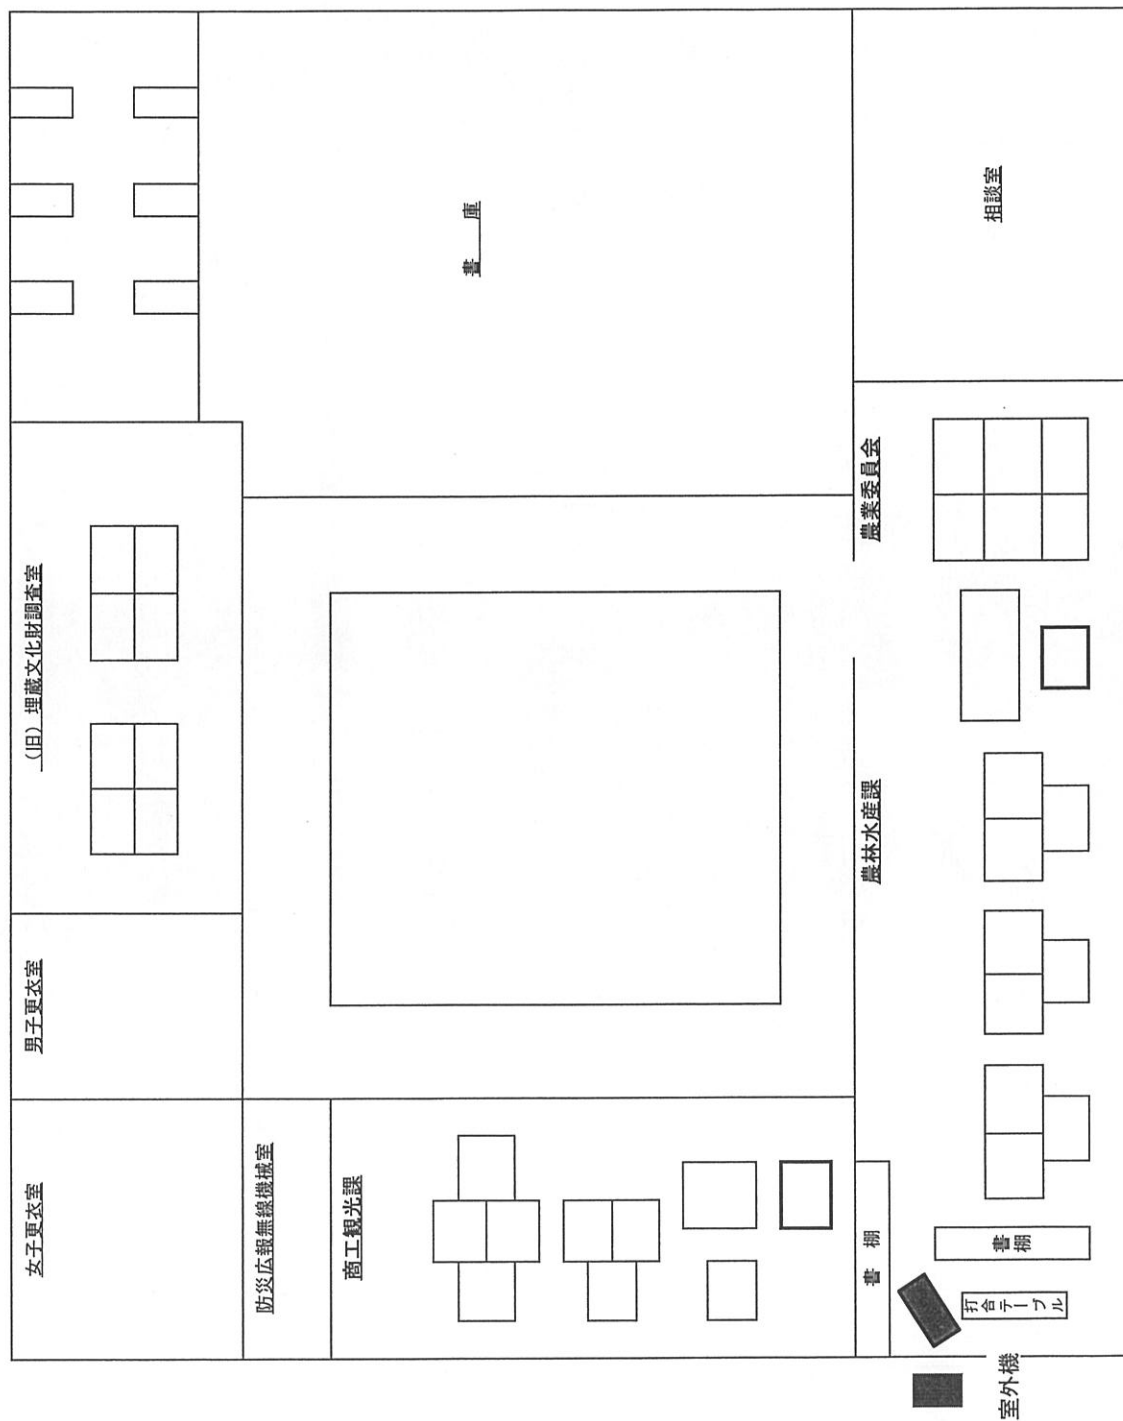 女子更衣室
男子更衣室
（旧）埋蔵文化財調査室
防災広報無線機械室
商工観光課
書　庫
書　棚
農林水産課
農業委員会
相談室
書棚
打合テーブル
室外機